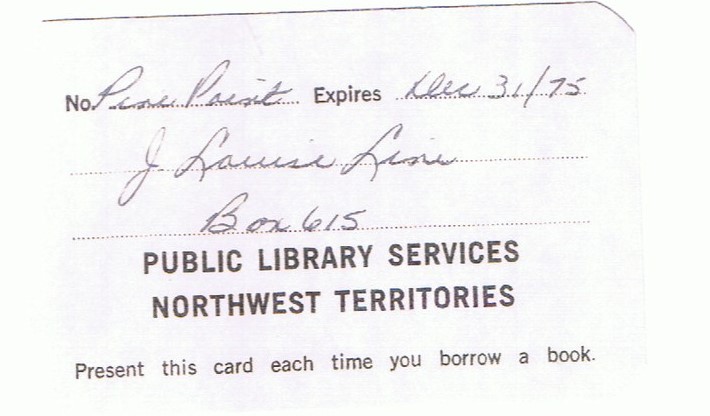 No. Pine Point Expires Dec 31/75
J Louise Line
Box 615
PUBLIC LIBRARY SERVICES
NORTHWEST TERRITORIES
Present this card each time you borrow a book.